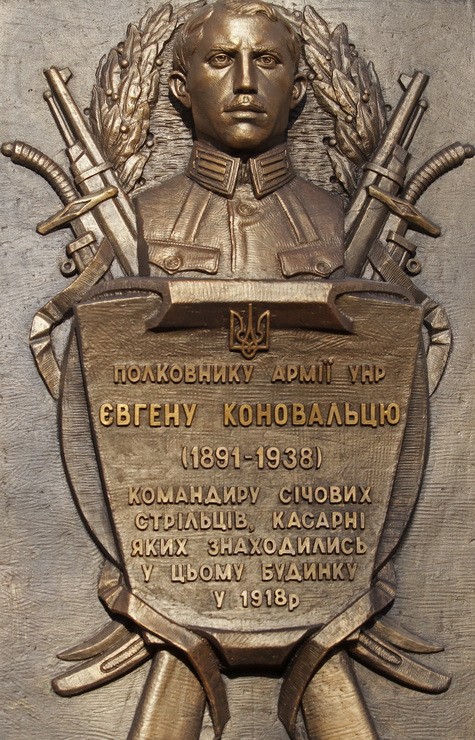 ПОЛКОВНИКУ АРМІЇ УНР
ЄВГЕНУ КОНОВАЛЬЦЮ
(1891-1938)
КОМАНДИРУ СІЧОВИХ
СТРІЛЬЦІВ, КАСАРНІ
ЯКИХ ЗНАХОДИЛИСЬ
У ЦЬОМУ БУДИНКУ
У 1918р